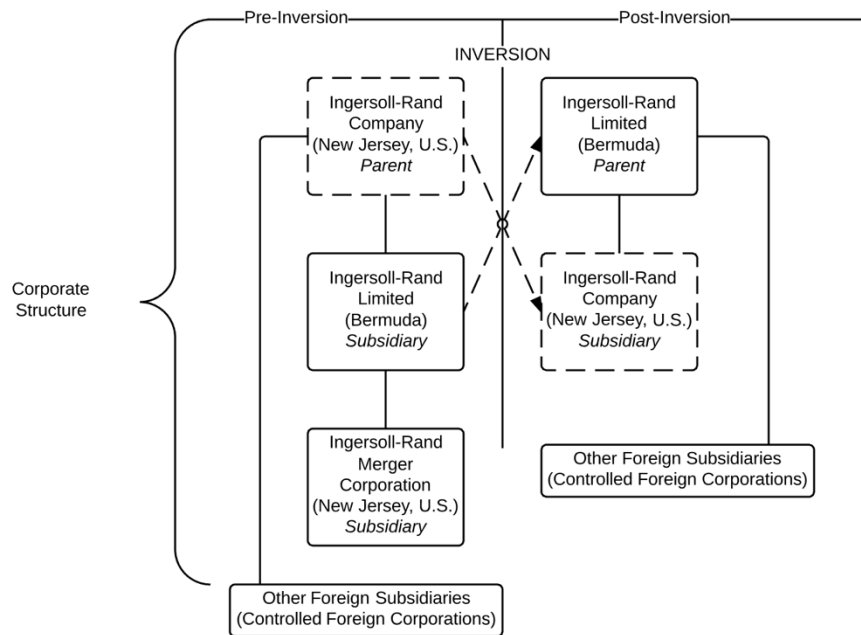 Pre-Inversion
Post-Inversion
INVERSION
Ingersoll-Rand
Company
(New Jersey, U.S.)
Parent
Ingersoll-Rand
Limited
(Bermuda)
Parent
Corporate
Structure
Ingersoll-Rand
Limited
(Bermuda)
Subsidiary
Ingersoll-Rand
Company
(New Jersey, U.S.)
Subsidiary
Ingersoll-Rand
Merger
Corporation
(New Jersey, U.S.)
Subsidiary
Other Foreign Subsidiaries
(Controlled Foreign Corporations)
Other Foreign Subsidiaries
(Controlled Foreign Corporations)